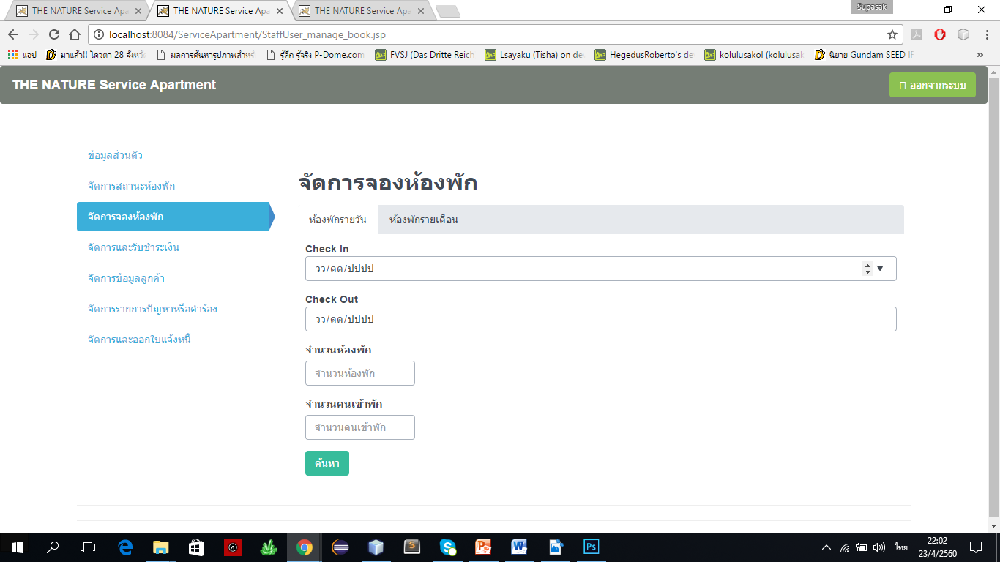 THE NATURE Service Apa
THE NATURE Service Apa
THE NATURE Service Apa
Supasak
localhost:8084/ServiceApartment/StaffUser_manage_book.jsp
แอป
มาแล้ว!! โควตา 28 จังหวั
ผลการค้นหารูปภาพสำหรั
รู้ลึก รู้จริง P-Dome.com
FVSJ (Das Dritte Reich
Lsayaku (Tisha) on de
HegedusRoberto's de
kolulusakol (kolulusak
นิยาย Gundam SEED IF
»
THE NATURE Service Apartment
ออกจากระบบ
ข้อมูลส่วนตัว
จัดการสถานะห้องพัก
จัดการจองห้องพัก
จัดการและรับชำระเงิน
จัดการข้อมูลลูกค้า
จัดการรายการปัญหาหรือคำร้อง
จัดการและออกใบแจ้งหนี้
จัดการจองห้องพัก
ห้องพักรายวัน
ห้องพักรายเดือน
Check In
วว/ดด/ปปปป
Check Out
วว/ดด/ปปปป
จำนวนห้องพัก
จำนวนห้องพัก
จำนวนคนเข้าพัก
จำนวนคนเข้าพัก
ค้นหา
ไทย
22:02
23/4/2560